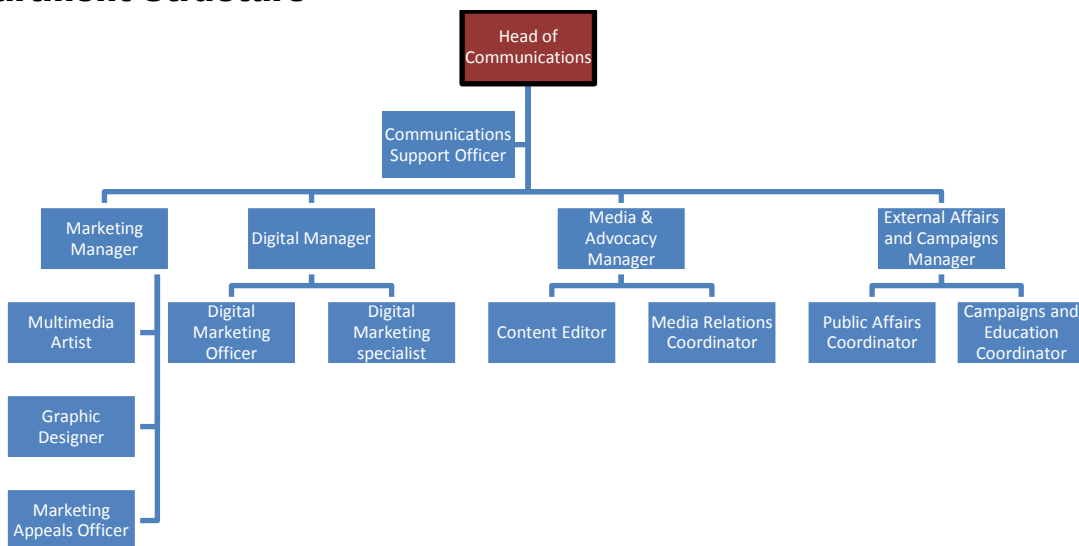 Head of
Communications
Communications
Support Officer
Marketing
Manager
Digital Manager
Media &
Advocacy
Manager
External Affairs
and Campaigns
Manager
Multimedia
Artist
Digital
Marketing
Officer
Digital
Marketing
specialist
Content Editor
Media Relations
Coordinator
Public Affairs
Coordinator
Campaigns and
Education
Coordinator
Graphic
Designer
Marketing
Appeals Officer